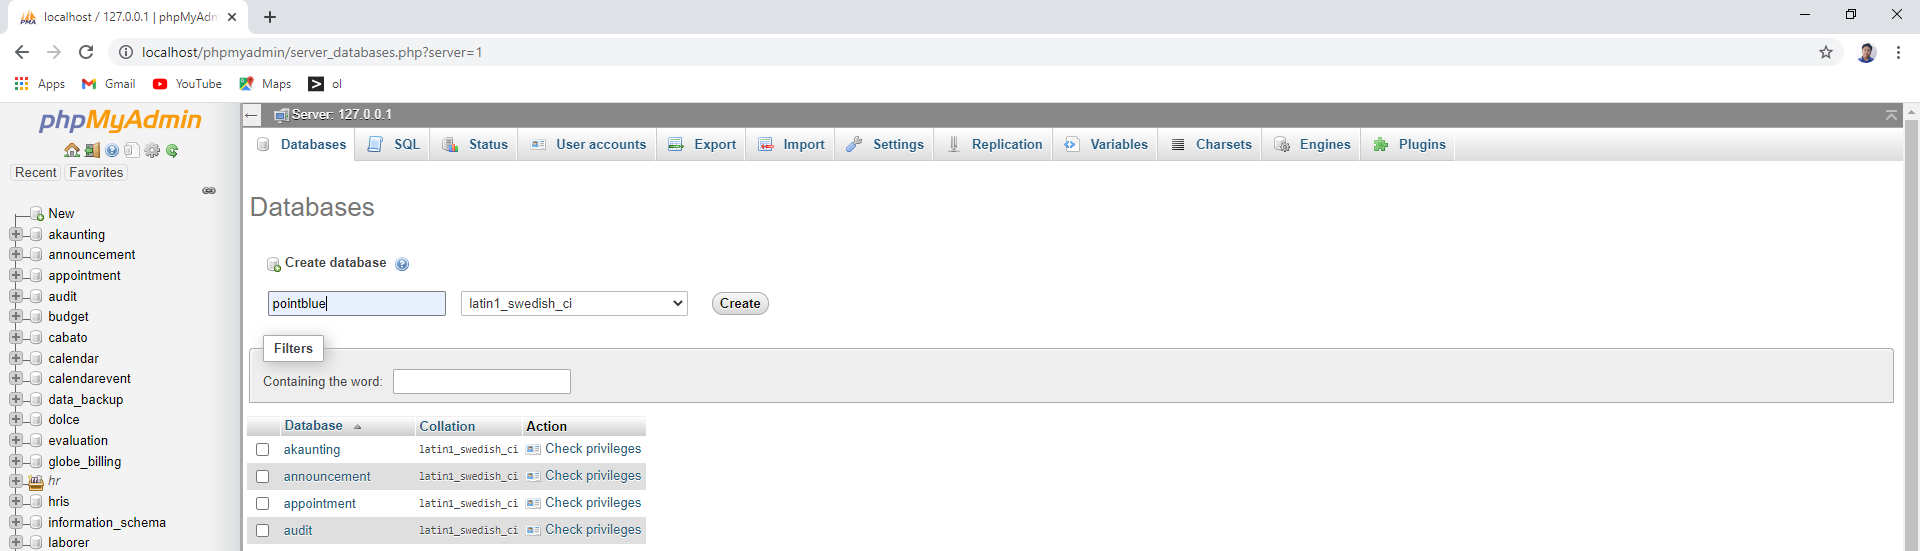 localhost / 127.0.0.1 | phpMyAdm
localhost/phpmyadmin/server_databases.php?server=1
Apps Gmail YouTube Maps ol
phpMyAdmin
Recent Favorites
New
akaunting
announcement
appointment
audit
budget
cabato
calendar
calendarevent
data_backup
dolce
evaluation
globe_billing
hr
hris
information_schema
laborer
Server: 127.0.0.1
Databases SQL Status User accounts Export Import Settings Replication Variables Charsets Engines Plugins
Databases
Create database
pointblue latin1_swedish_ci Create
Filters
Containing the word:
Database Collation Action
akaunting latin1_swedish_ci Check privileges
announcement latin1_swedish_ci Check privileges
appointment latin1_swedish_ci Check privileges
audit latin1_swedish_ci Check privileges